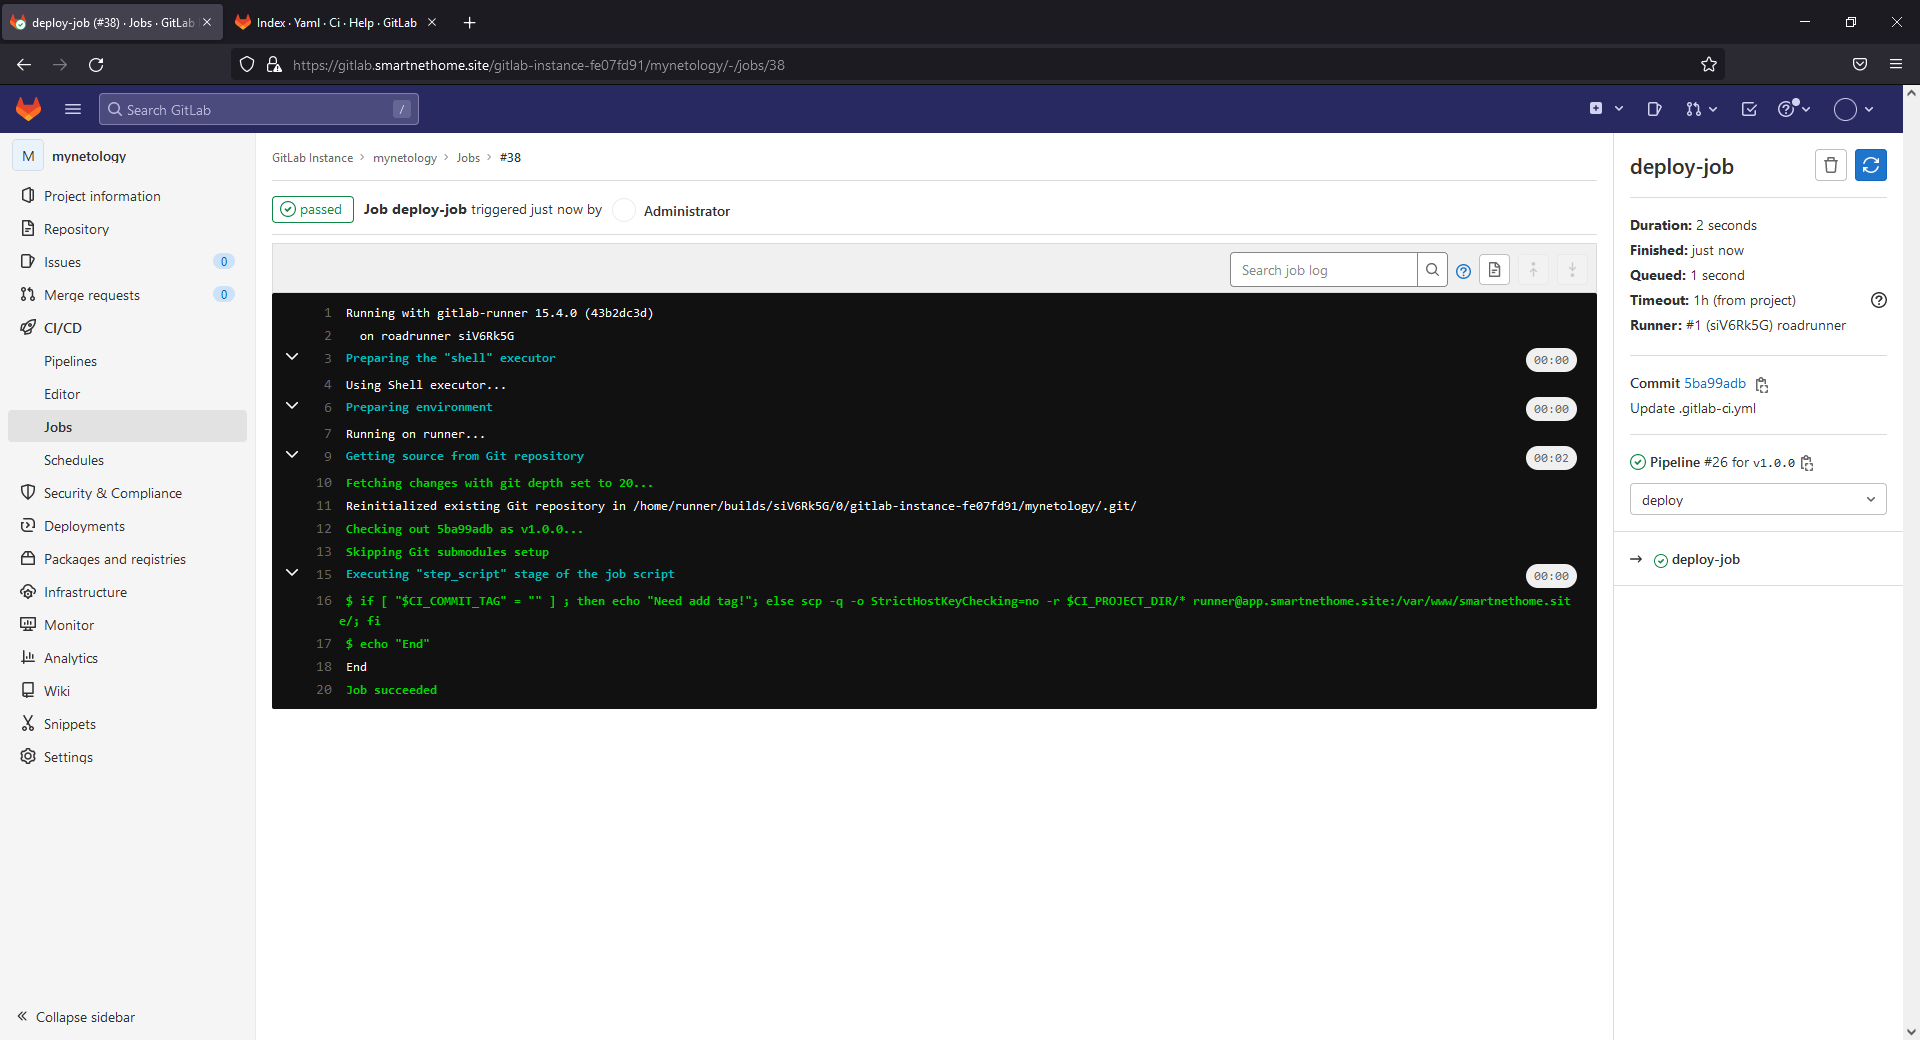 deploy-job (#38) · Jobs · GitLab
Index · Yaml · Ci · Help · GitLab
https://gitlab.smartnethome.site/gitlab-instance-fe07fd91/mynetology/-/jobs/38
Search GitLab
/
M
mynetology
Project information
Repository
Issues
0
Merge requests
0
CI/CD
Pipelines
Editor
Jobs
Schedules
Security & Compliance
Deployments
Packages and registries
Infrastructure
Monitor
Analytics
Wiki
Snippets
Settings
Collapse sidebar
GitLab Instance > mynetology > Jobs > #38
passed
Job deploy-job triggered just now by Administrator
Search job log
1 Running with gitlab-runner 15.4.0 (43b2dc3d)
2 on roadrunner siV6Rk5G
3 Preparing the "shell" executor 00:00
4 Using Shell executor...
6 Preparing environment 00:00
7 Running on runner...
9 Getting source from Git repository 00:02
10 Fetching changes with git depth set to 20...
11 Reinitialized existing Git repository in /home/runner/builds/siV6Rk5G/0/gitlab-instance-fe07fd91/mynetology/.git/
12 Checking out 5ba99adb as v1.0.0...
13 Skipping Git submodules setup
15 Executing "step_script" stage of the job script 00:00
16 $ if [ "$CI_COMMIT_TAG" = "" ] ; then echo "Need add tag!"; else scp -q -o StrictHostKeyChecking=no -r $CI_PROJECT_DIR/* runner@app.smartnethome.site:/var/www/smartnethome.sit
e/; fi
17 $ echo "End"
18 End
20 Job succeeded
deploy-job
Duration: 2 seconds
Finished: just now
Queued: 1 second
Timeout: 1h (from project)
Runner: #1 (siV6Rk5G) roadrunner
Commit 5ba99adb
Update .gitlab-ci.yml
Pipeline #26 for v1.0.0
deploy
→ deploy-job